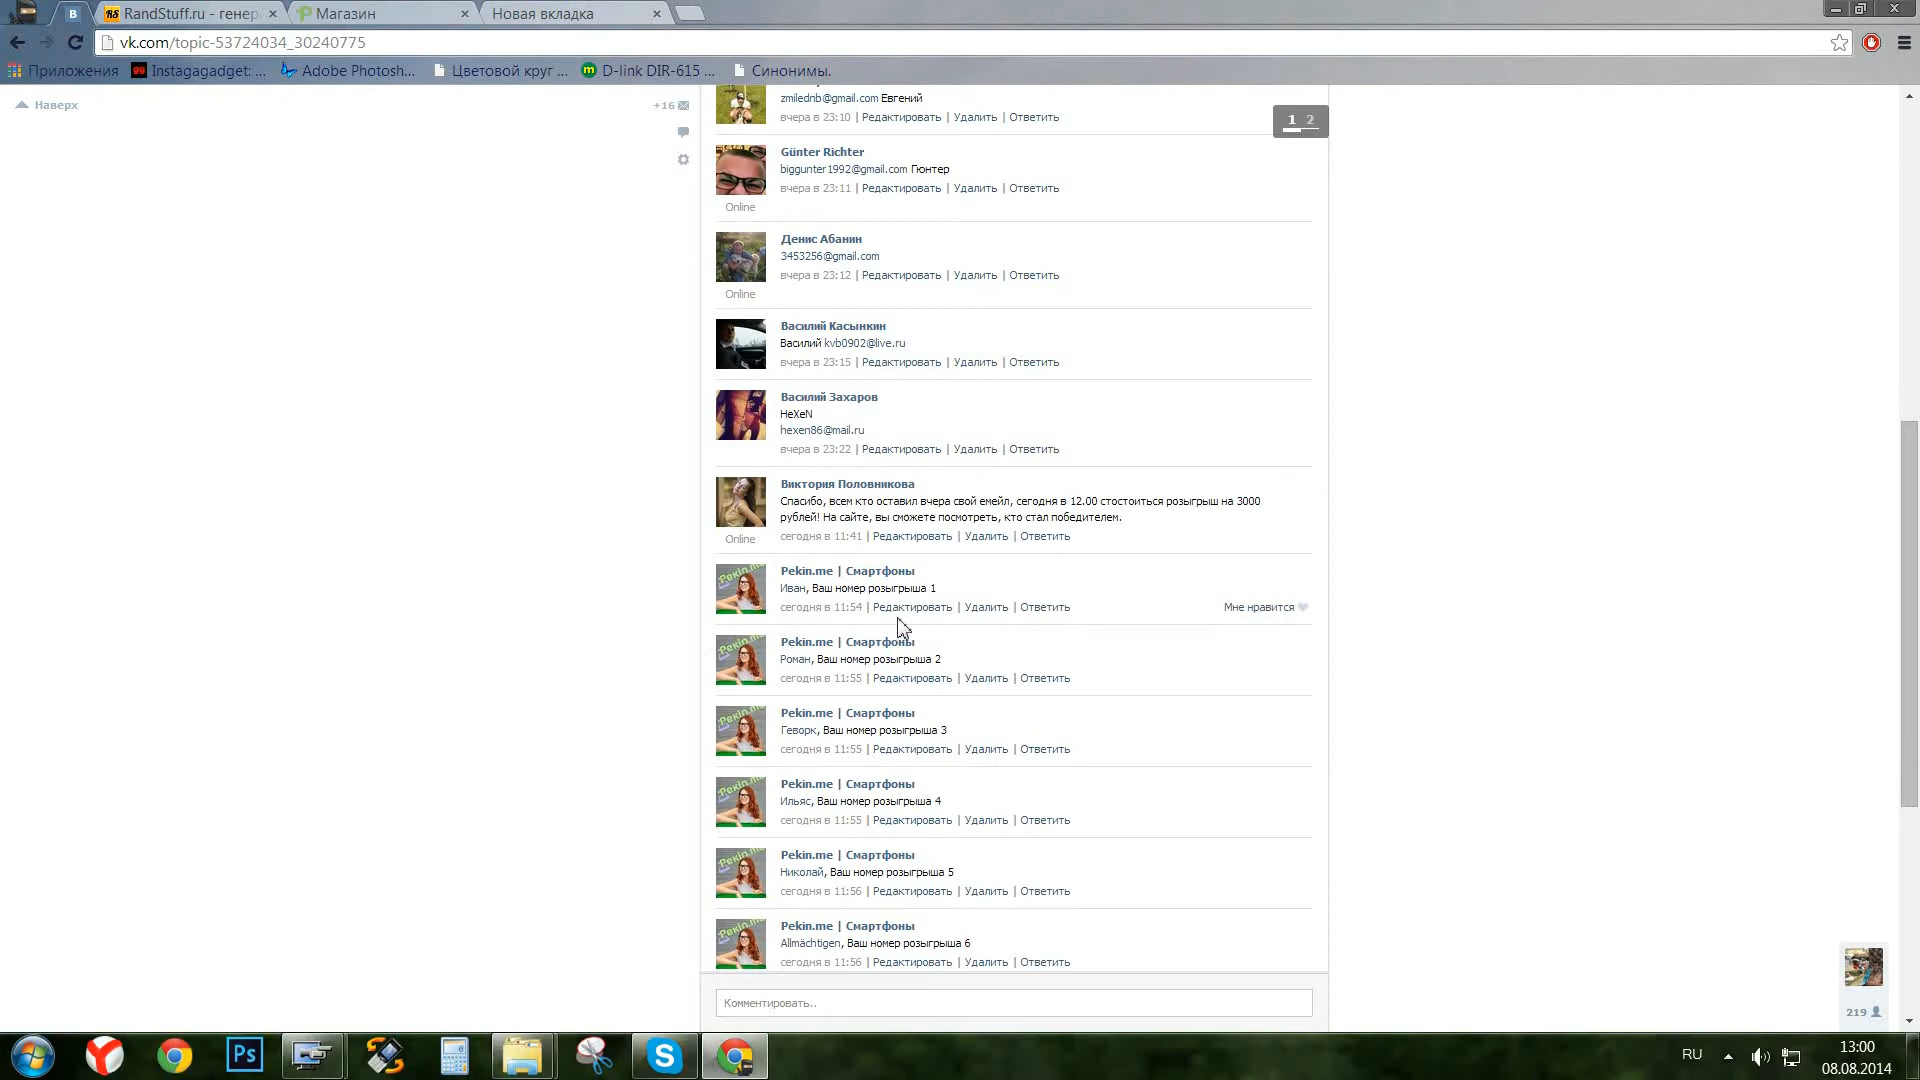 В
RS RandStuff.ru - генер
Магазин
Новая вкладка
vk.com/topic-53724034_30240775
Приложения
Instagagadget: ...
Adobe Photosh...
Цветовой круг ...
D-link DIR-615 ...
Синонимы.
Наверх
+16
1 2
zmilednb@gmail.com Евгений
вчера в 23:10 | Редактировать | Удалить | Ответить
Günter Richter
biggunter1992@gmail.com Гюнтер
вчера в 23:11 | Редактировать | Удалить | Ответить
Online
Денис Абанин
3453256@gmail.com
вчера в 23:12 | Редактировать | Удалить | Ответить
Online
Василий Касынкин
Василий kvb0902@live.ru
вчера в 23:15 | Редактировать | Удалить | Ответить
Василий Захаров
HeXeN
hexen86@mail.ru
вчера в 23:22 | Редактировать | Удалить | Ответить
Виктория Половникова
Спасибо, всем кто оставил вчера свой емейл, сегодня в 12.00 стостоиться розыгрыш на 3000
рублей! На сайте, вы сможете посмотреть, кто стал победителем.
сегодня в 11:41 | Редактировать | Удалить | Ответить
Online
Pekin.me | Смартфоны
Иван, Ваш номер розыгрыша 1
сегодня в 11:54 | Редактировать | Удалить | Ответить
Мне нравится
Pekin.me | Смартфоны
Роман, Ваш номер розыгрыша 2
сегодня в 11:55 | Редактировать | Удалить | Ответить
Pekin.me | Смартфоны
Геворк, Ваш номер розыгрыша 3
сегодня в 11:55 | Редактировать | Удалить | Ответить
Pekin.me | Смартфоны
Ильяс, Ваш номер розыгрыша 4
сегодня в 11:55 | Редактировать | Удалить | Ответить
Pekin.me | Смартфоны
Николай, Ваш номер розыгрыша 5
сегодня в 11:56 | Редактировать | Удалить | Ответить
Pekin.me | Смартфоны
Allmächtigen, Ваш номер розыгрыша 6
сегодня в 11:56 | Редактировать | Удалить | Ответить
Комментировать..
219
Ps
RU
13:00
08.08.2014